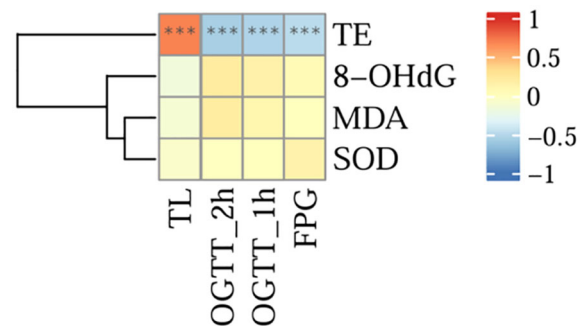 *** *** *** *** TE
8-OHdG
MDA
SOD
TL
OGTT_2h
OGTT_1h
FPG
1
0.5
0
−0.5
−1